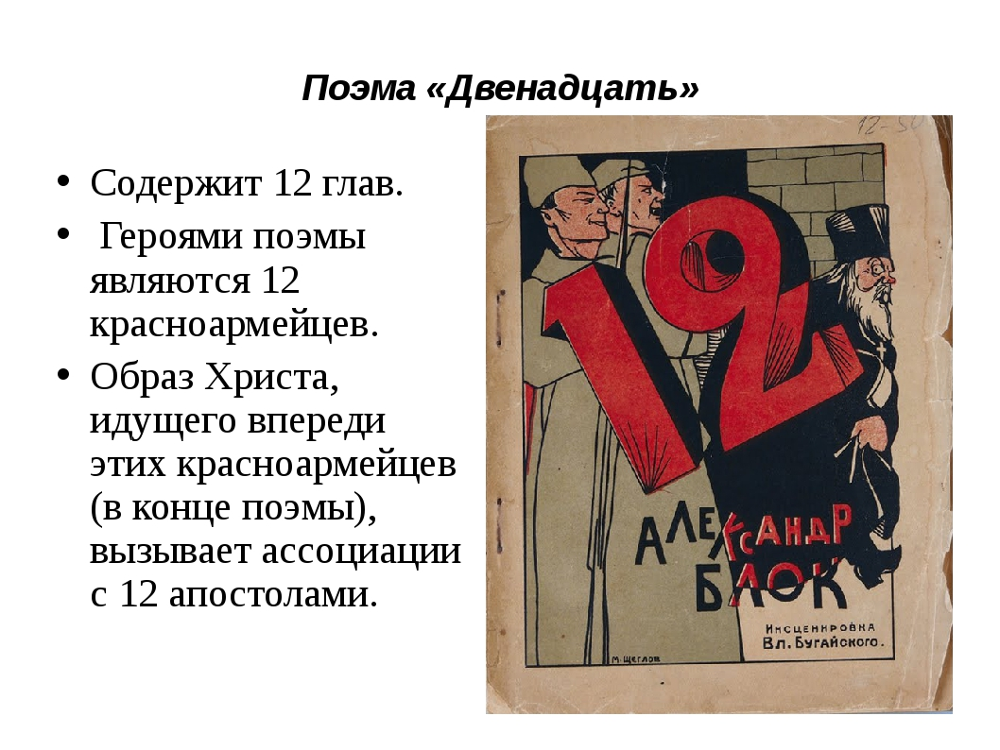 Поэма «Двенадцать»
• Содержит 12 глав.
• Героями поэмы
являются 12
красноармейцев.
• Образ Христа,
идущего впереди
этих красноармейцев
(в конце поэмы),
вызывает ассоциации
с 12 апостолами.
12-50
12
АЛЕКСАНДР
БЛОК
Инсценировка
Вл. Бугайского.
М. Щеглов